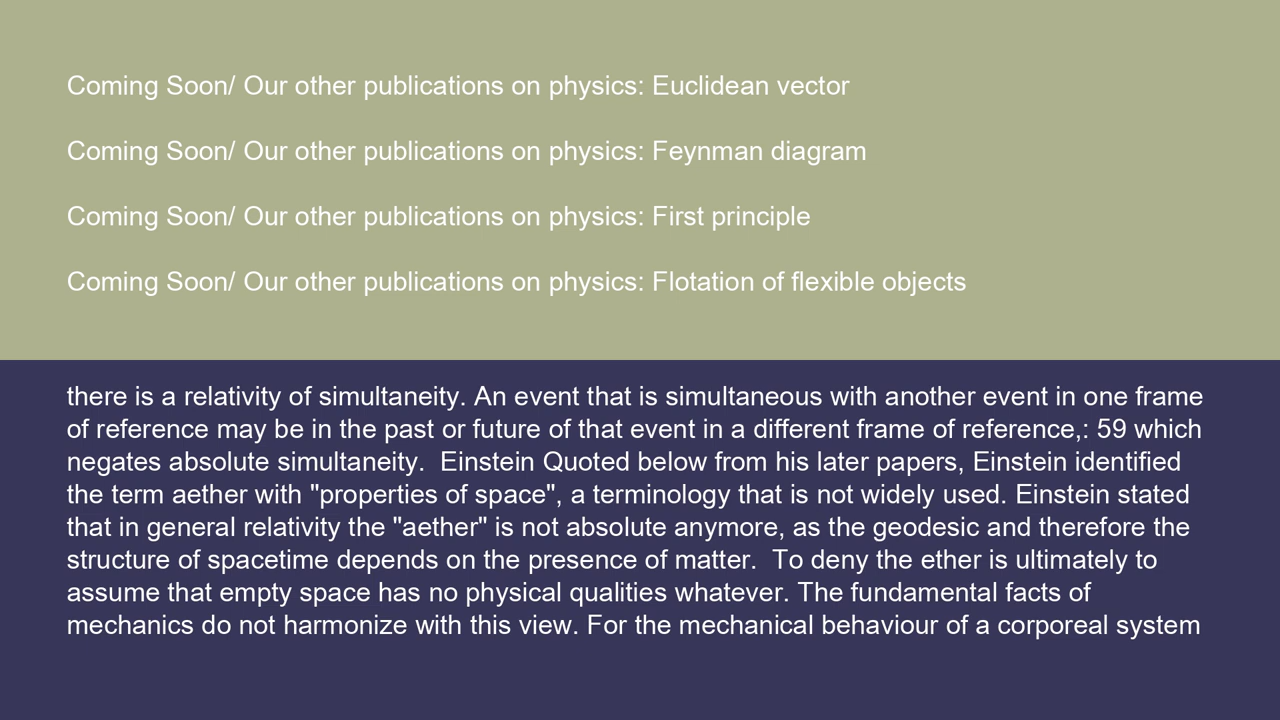 Coming Soon/ Our other publications on physics: Euclidean vector
Coming Soon/ Our other publications on physics: Feynman diagram
Coming Soon/ Our other publications on physics: First principle
Coming Soon/ Our other publications on physics: Flotation of flexible objects
there is a relativity of simultaneity. An event that is simultaneous with another event in one frame
of reference may be in the past or future of that event in a different frame of reference,: 59 which
negates absolute simultaneity.  Einstein Quoted below from his later papers, Einstein identified
the term aether with "properties of space", a terminology that is not widely used. Einstein stated
that in general relativity the "aether" is not absolute anymore, as the geodesic and therefore the
structure of spacetime depends on the presence of matter.  To deny the ether is ultimately to
assume that empty space has no physical qualities whatever. The fundamental facts of
mechanics do not harmonize with this view. For the mechanical behaviour of a corporeal system